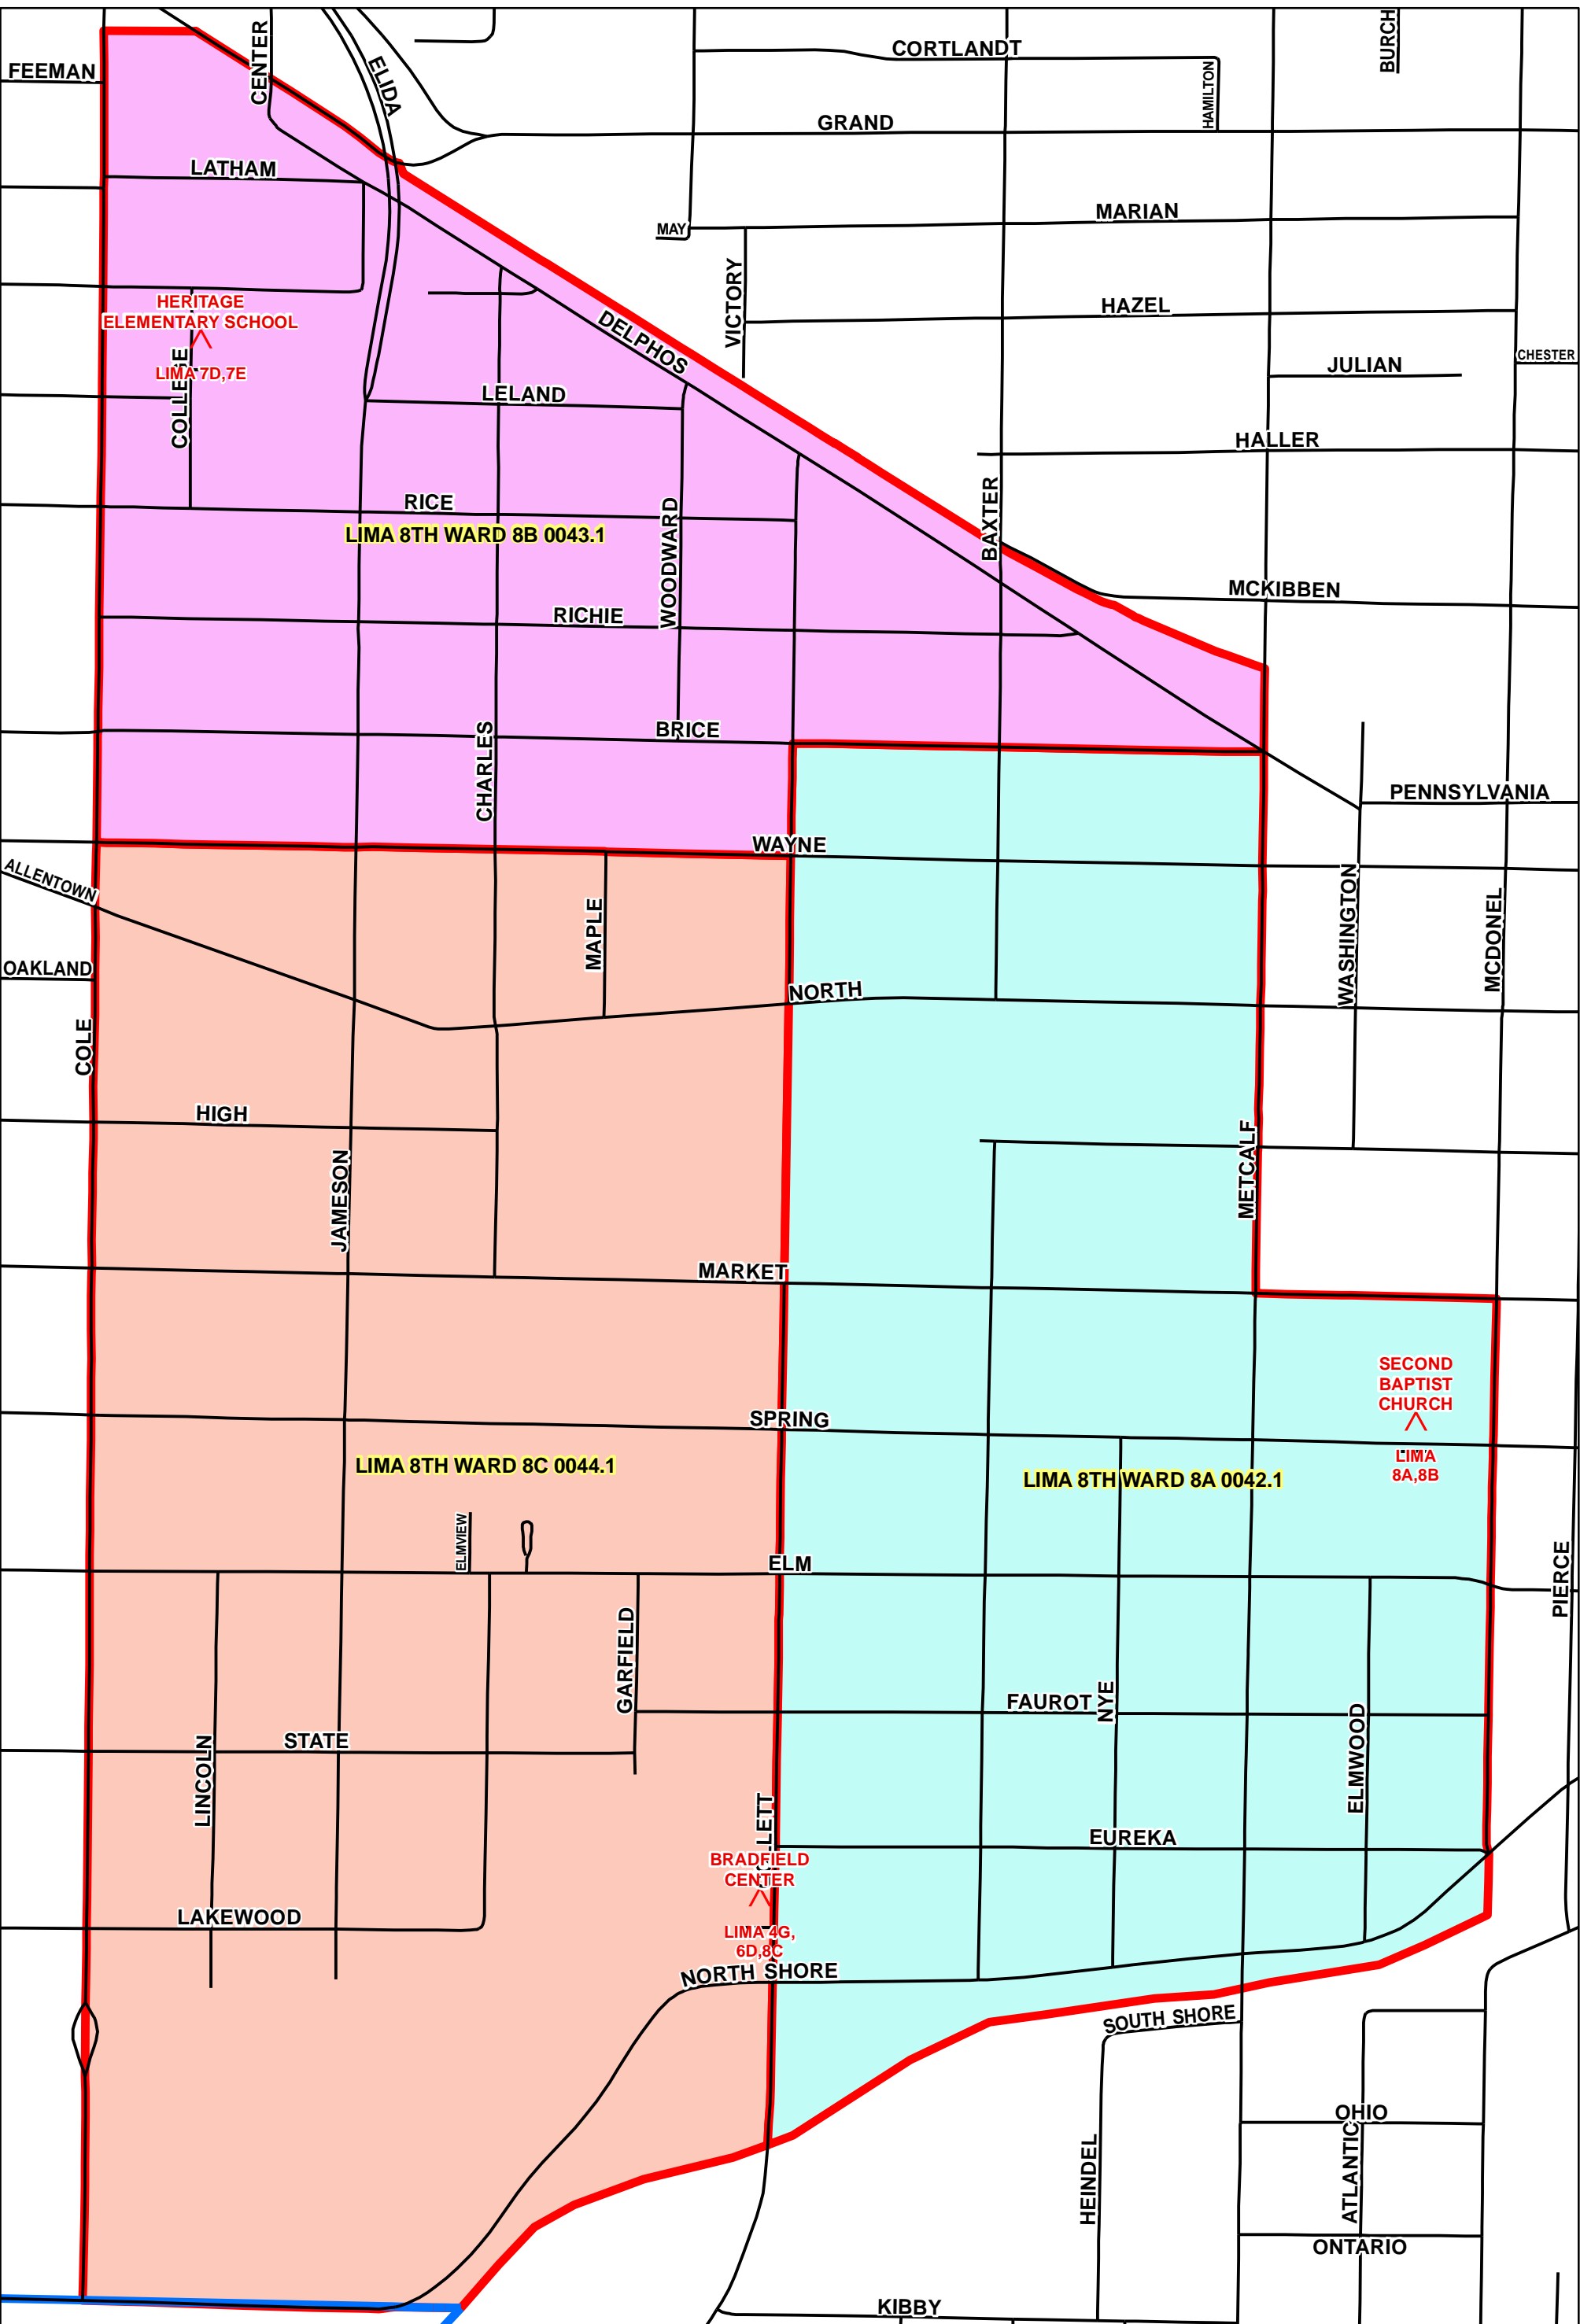 CENTER
ELIDA
BURCH
CORTLANDT
FEEMAN
HAMILTON
GRAND
LATHAM
MARIAN
MAY
VICTORY
HERITAGE
ELEMENTARY SCHOOL
HAZEL
DELPHOS
CHESTER
JULIAN
LIMA 7D,7E
COLLEGE
LELAND
HALLER
RICE
BAXTER
LIMA 8TH WARD 8B 0043.1
WOODWARD
MCKIBBEN
RICHIE
BRICE
CHARLES
PENNSYLVANIA
WAYNE
ALLENTOWN
MAPLE
WASHINGTON
MCDONEL
OAKLAND
NORTH
COLE
HIGH
JAMESON
METCALF
MARKET
SECOND
BAPTIST
CHURCH
SPRING
LIMA
8A,8B
LIMA 8TH WARD 8C 0044.1
LIMA 8TH WARD 8A 0042.1
ELMVIEW
ELM
PIERCE
GARFIELD
FAUROT
NYE
STATE
LINCOLN
ELMWOOD
LLETT
EUREKA
BRADFIELD
CENTER
LAKEWOOD
LIMA 4G,
6D,8C
NORTH SHORE
SOUTH SHORE
OHIO
ATLANTIC
HEINDEL
ONTARIO
KIBBY